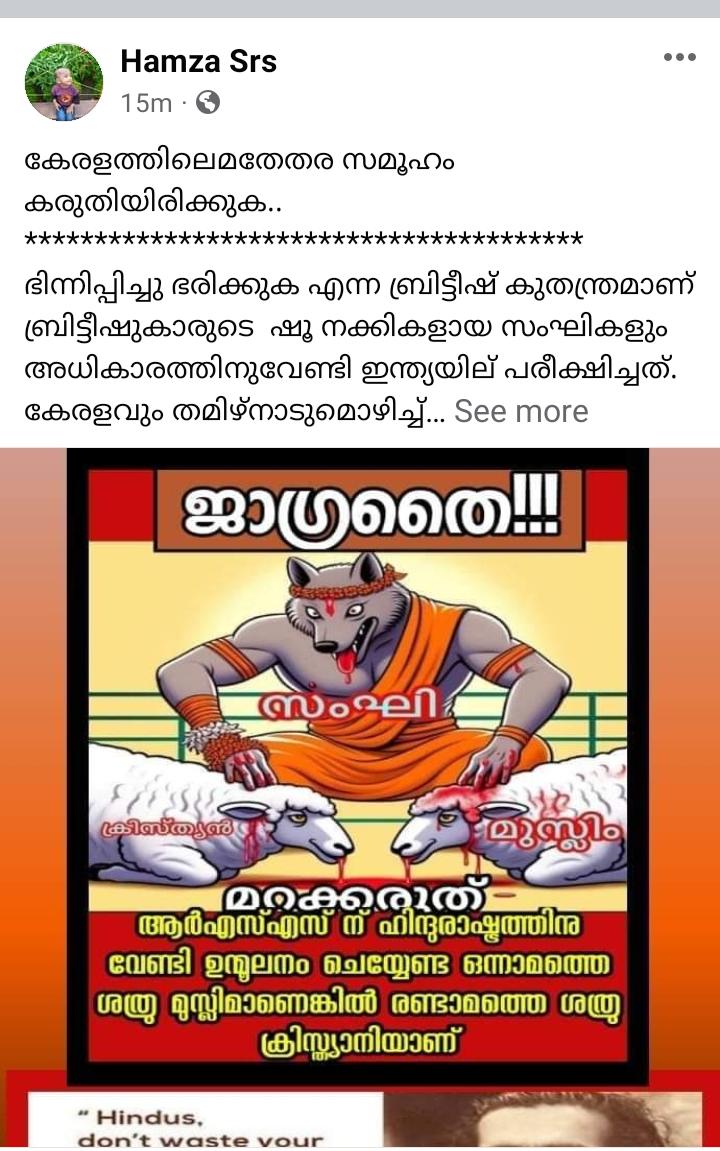 Hamza Srs
15m ·
കേരളത്തിലെമതേതര സമൂഹം
കരുതിയിരിക്കുക..
****************************************
ഭിന്നിപ്പിച്ചു ഭരിക്കുക എന്ന ബ്രിട്ടീഷ് കുതന്ത്രമാണ്
ബ്രിട്ടീഷുകാരുടെ ഷൂ നക്കികളായ സംഘികളും
അധികാരത്തിനുവേണ്ടി ഇന്ത്യയില് പരീക്ഷിച്ചത്.
കേരളവും തമിഴ്നാടുമൊഴിച്ച്... See more
ജാഗ്രതൈ!!!
സംഘി
ക്രിസ്ത്യൻ
മുസ്ലിം
മറക്കരുത് -
ആർഎസ്എസ് ന് ഹിന്ദുരാഷ്ട്രത്തിനു
വേണ്ടി ഉന്മൂലനം ചെയ്യേണ്ട ഒന്നാമത്തെ
ശത്രു മുസ്ലിമാണെങ്കിൽ രണ്ടാമത്തെ ശത്രു
ക്രിസ്ത്യാനിയാണ്
“ Hindus,
don't waste your